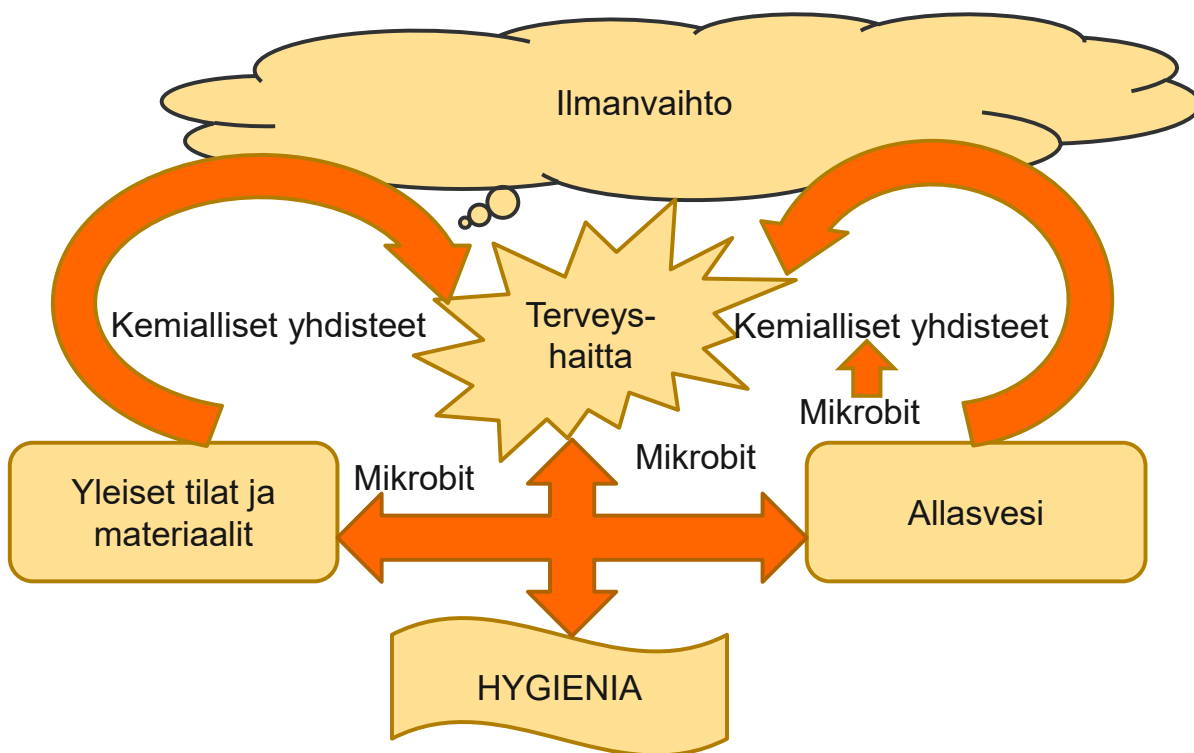 Ilmanvaihto
Terveys-
haitta
Kemialliset yhdisteet
Kemialliset yhdisteet
Mikrobit
Mikrobit
Mikrobit
Yleiset tilat ja
materiaalit
Allasvesi
HYGIENIA